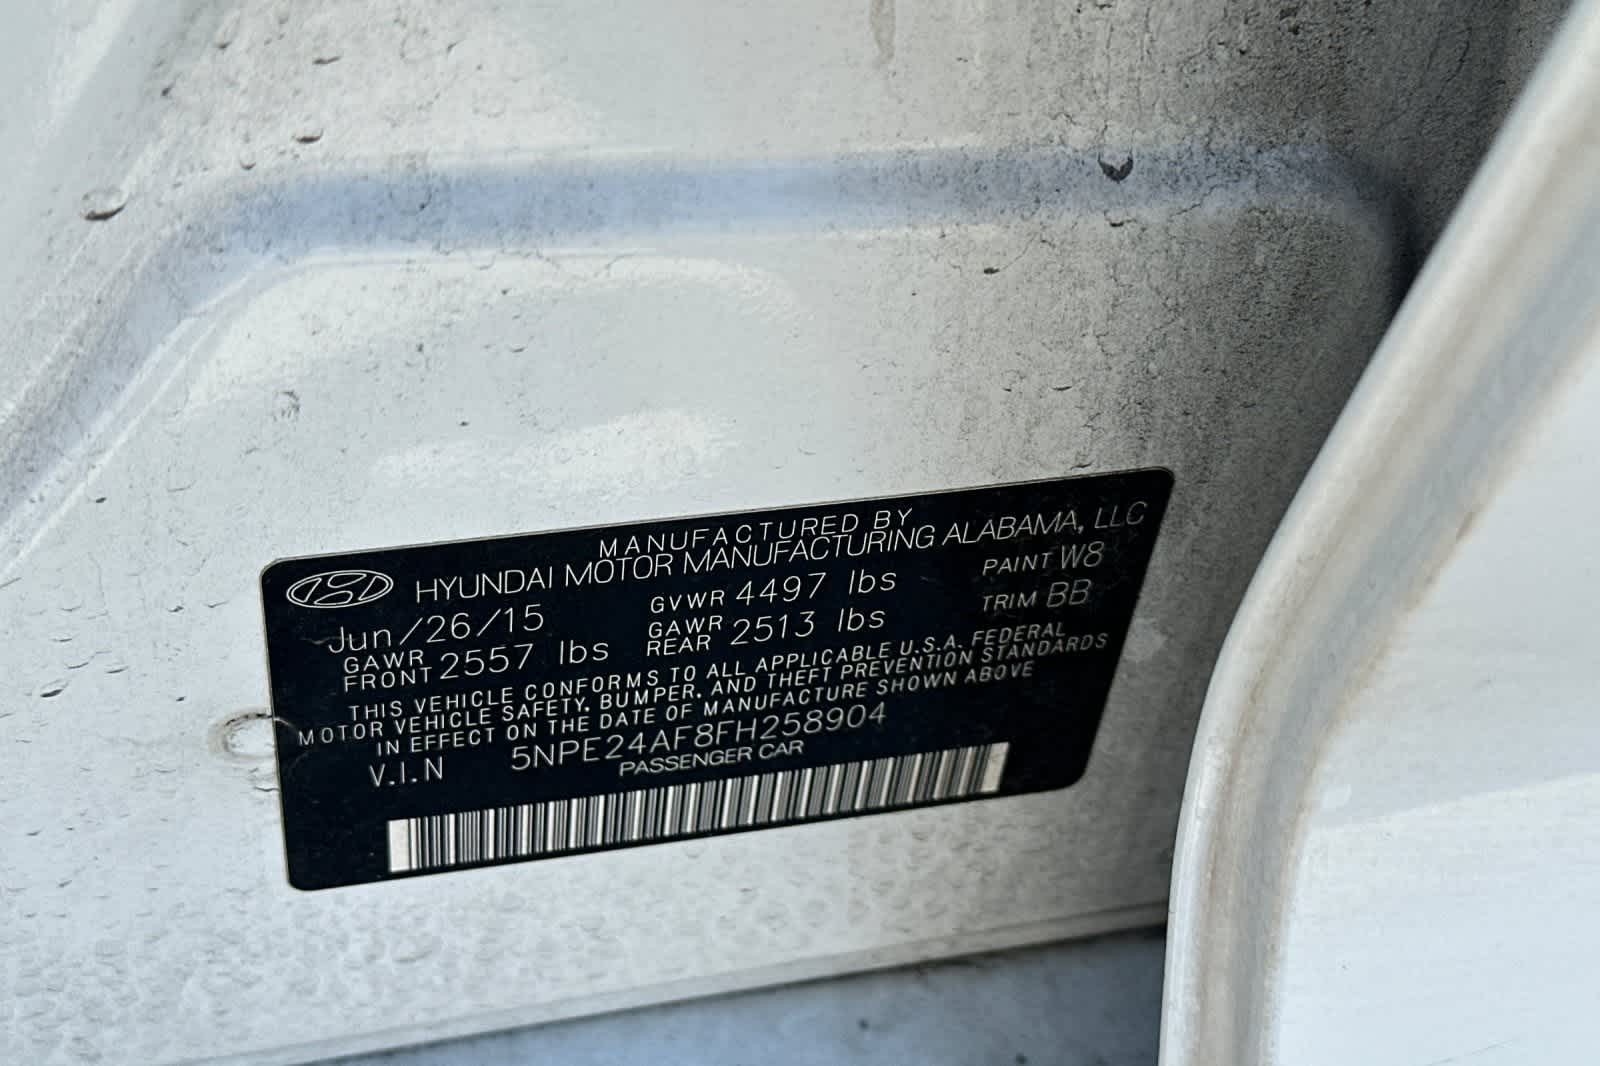 MANUFACTURED BY
HYUNDAI MOTOR MANUFACTURING ALABAMA, LLC
Jun/26/15 GVWR 4497 lbs PAINT W8
GAWR FRONT 2557 lbs GAWR REAR 2513 lbs TRIM BB
THIS VEHICLE CONFORMS TO ALL APPLICABLE U.S.A. FEDERAL
MOTOR VEHICLE SAFETY, BUMPER, AND THEFT PREVENTION STANDARDS
IN EFFECT ON THE DATE OF MANUFACTURE SHOWN ABOVE
V.I.N 5NPE24AF8FH258904
PASSENGER CAR